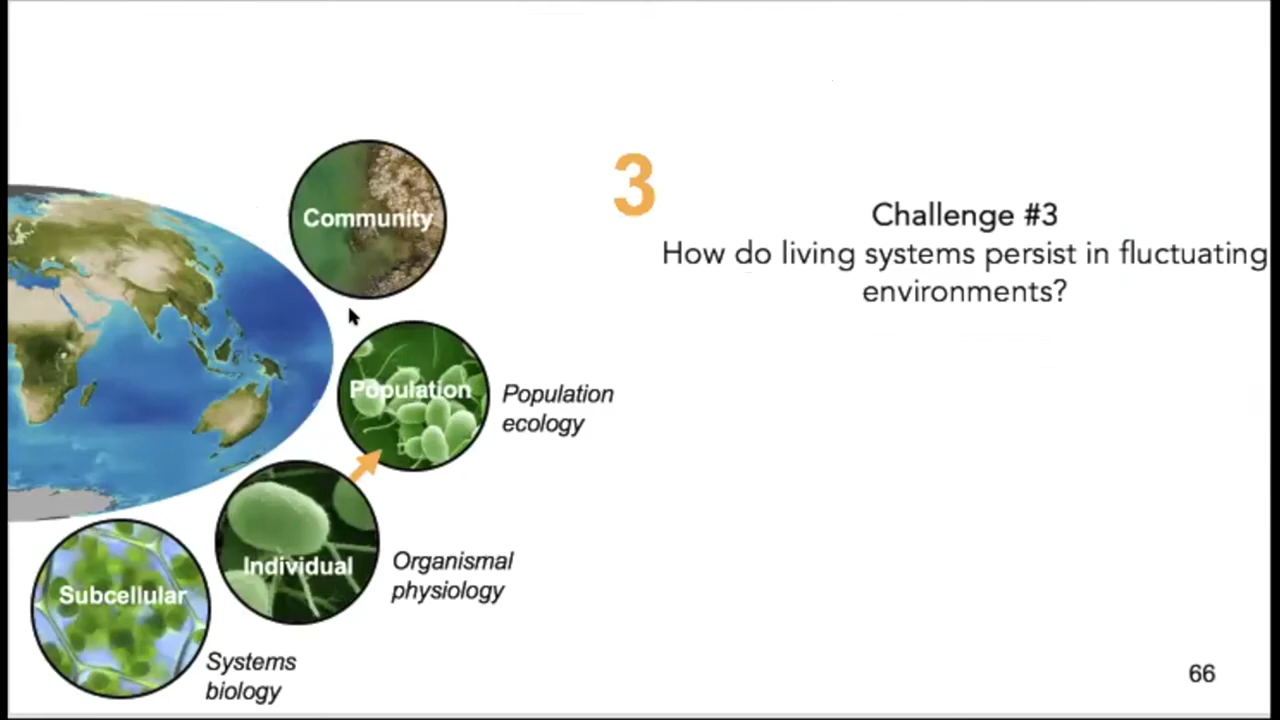 Community
3
Challenge #3
How do living systems persist in fluctuating
environments?
Population
Population
ecology
Individual
Organismal
physiology
Subcellular
Systems
biology
66